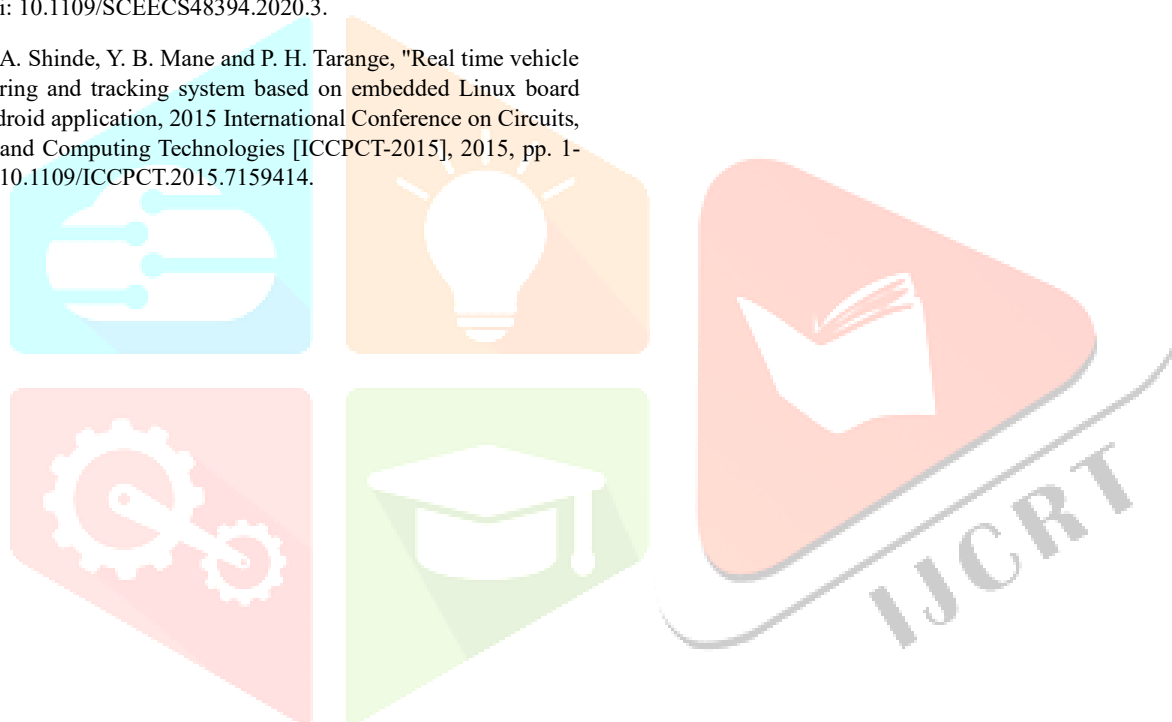 i: 10.1109/SCEECS48394.2020.3.
A. Shinde, Y. B. Mane and P. H. Tarange, "Real time vehicle
ring and tracking system based on embedded Linux board
droid application, 2015 International Conference on Circuits,
and Computing Technologies [ICCPCT-2015], 2015, pp. 1-
10.1109/ICCPCT.2015.7159414.
IJCRT